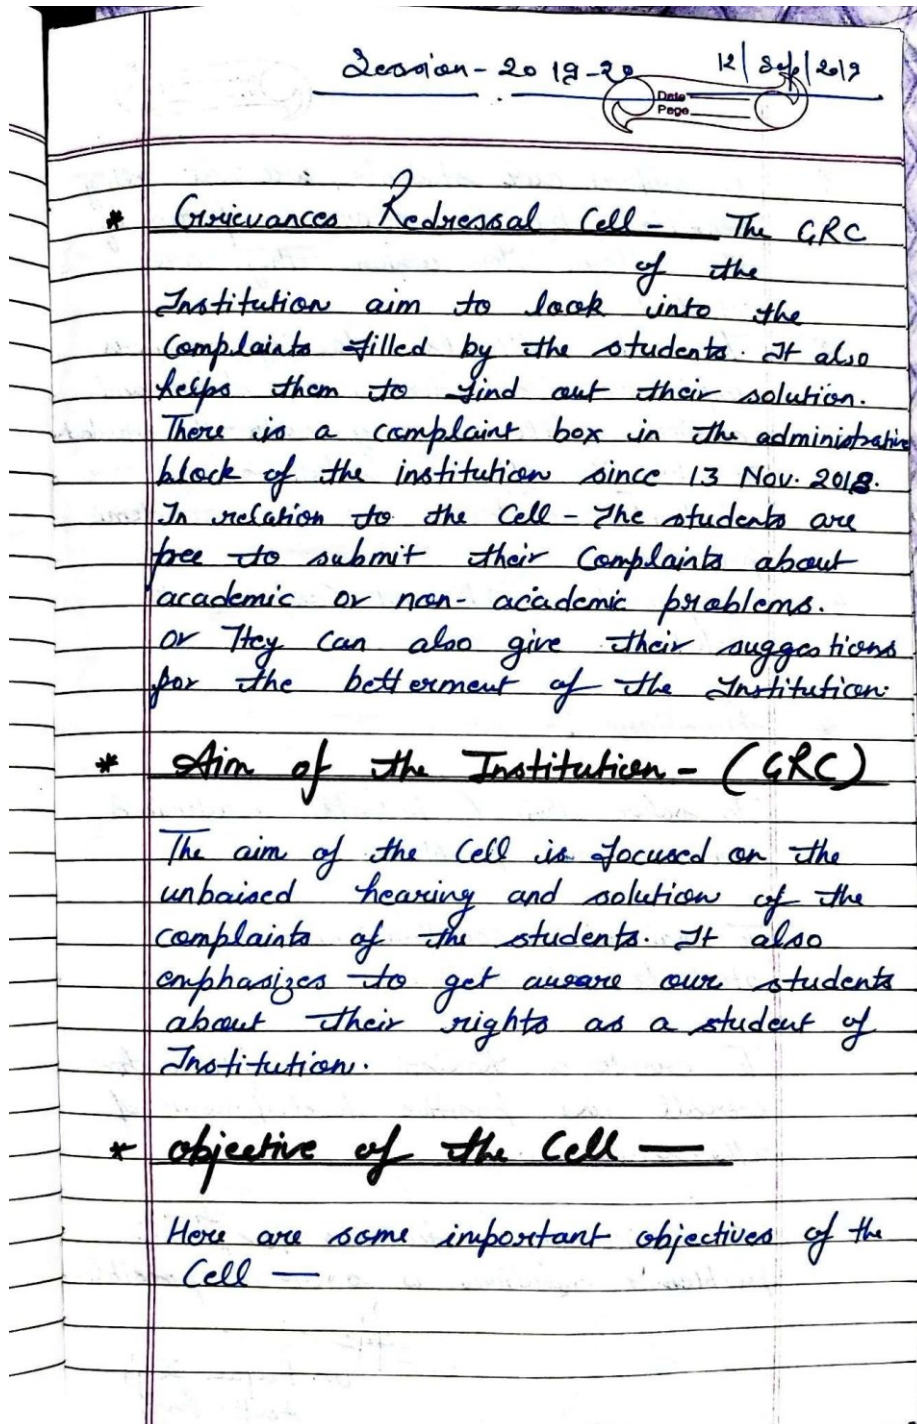 Session - 2019-20 12/Sep/2019
Date
Page
* Grievances Redressal Cell - The GRC
of the
Institution aim to look into the
Complaints filled by the students. It also
helps them to find out their solution.
There is a complaint box in the administrative
block of the institution since 13 Nov. 2018.
In relation to the Cell - The students are
free to submit their Complaints about
academic or non-academic problems.
or They can also give their suggestions
for the betterment of the Institution.
* Aim of the Institution - (GRC)
The aim of the Cell is focused on the
unbaised hearing and solution of the
complaints of the students. It also
emphasizes to get aware our students
about their rights as a student of
Institution.
* objective of the Cell —
Here are some important objectives of the
Cell —